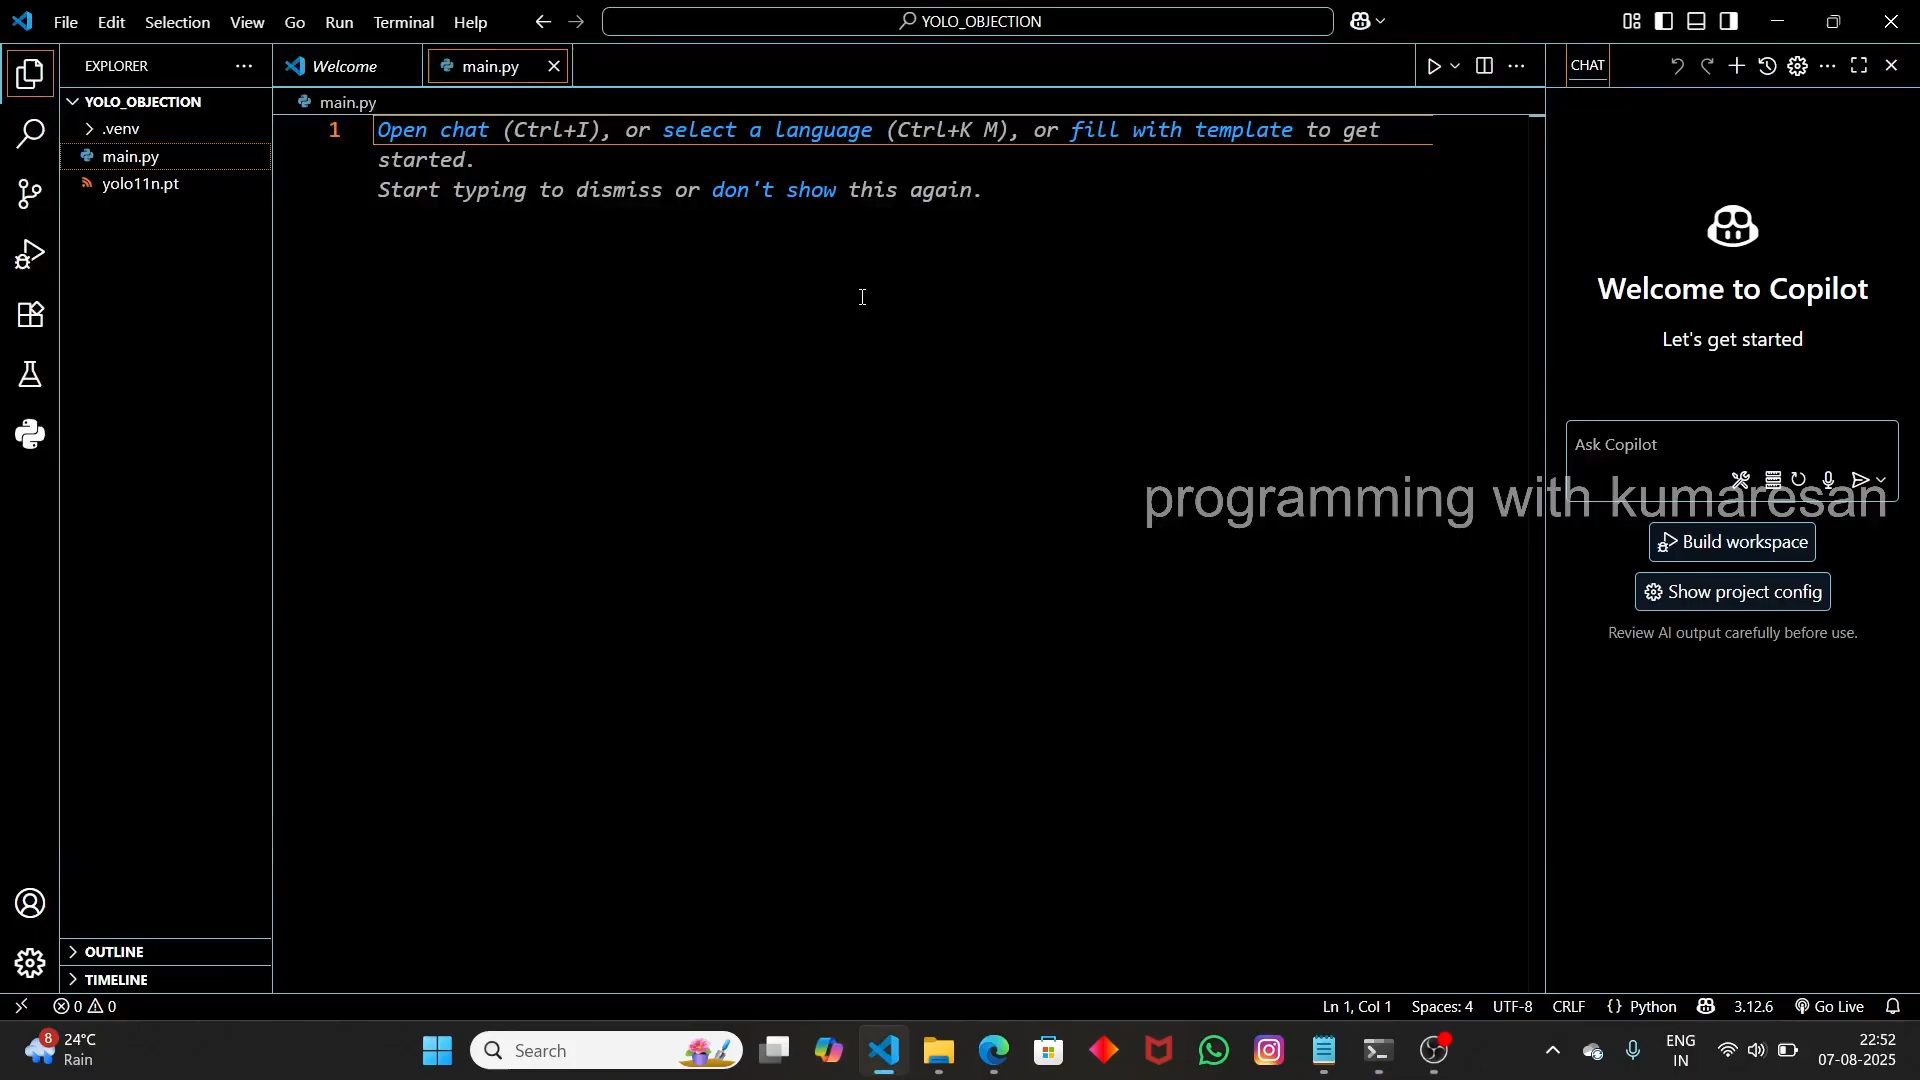 File Edit Selection View Go Run Terminal Help
YOLO_OBJECTION
EXPLORER
YOLO_OBJECTION
.venv
main.py
yolo11n.pt
OUTLINE
TIMELINE
Welcome
main.py
main.py
1
Open chat (Ctrl+I), or select a language (Ctrl+K M), or fill with template to get
started.
Start typing to dismiss or don't show this again.
CHAT
Welcome to Copilot
Let's get started
Ask Copilot
programming with kumaresan
Build workspace
Show project config
Review AI output carefully before use.
0 0
Ln 1, Col 1 Spaces: 4 UTF-8 CRLF {} Python 3.12.6 Go Live
8
24°C
Rain
Search
ENG
IN
22:52
07-08-2025